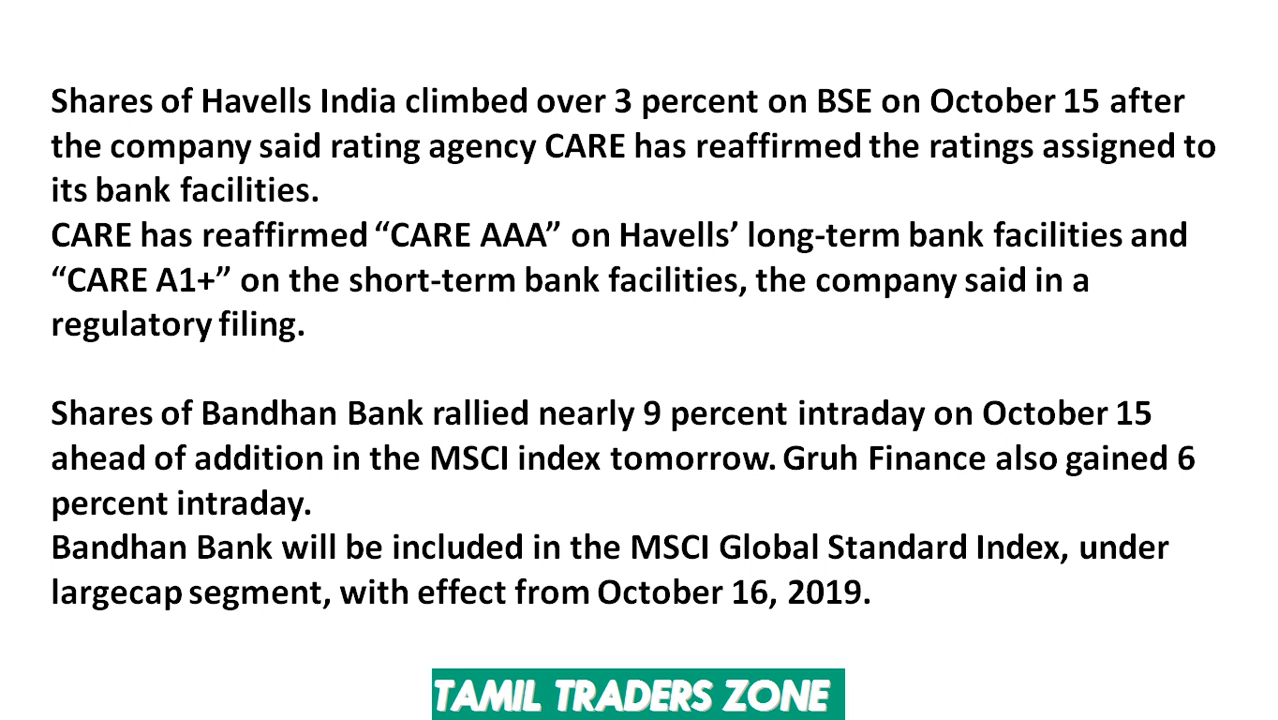 Shares of Havells India climbed over 3 percent on BSE on October 15 after
the company said rating agency CARE has reaffirmed the ratings assigned to
its bank facilities.
CARE has reaffirmed “CARE AAA” on Havells’ long-term bank facilities and
“CARE A1+” on the short-term bank facilities, the company said in a
regulatory filing.
Shares of Bandhan Bank rallied nearly 9 percent intraday on October 15
ahead of addition in the MSCI index tomorrow. Gruh Finance also gained 6
percent intraday.
Bandhan Bank will be included in the MSCI Global Standard Index, under
largecap segment, with effect from October 16, 2019.
TAMIL TRADERS ZONE